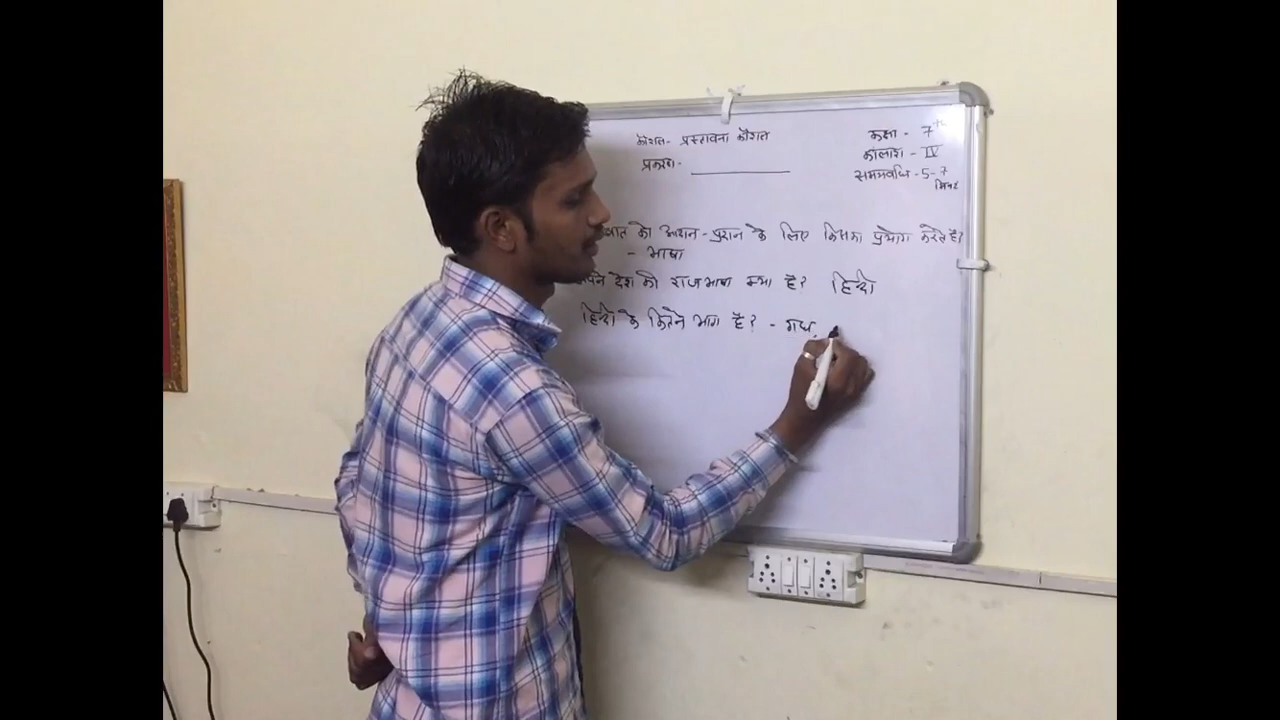 कौशल- प्रस्तावना कौशल
प्रकरण-
कक्षा - 7th
कालांश - IV
समयावधि - 5-7
मिनट
को आदान-प्रदान के लिए किसका प्रयोग करते है?
- भाषा
देश की राजभाषा क्या है? हिन्दी
हिन्दी के कितने भाग है? - गद्य,